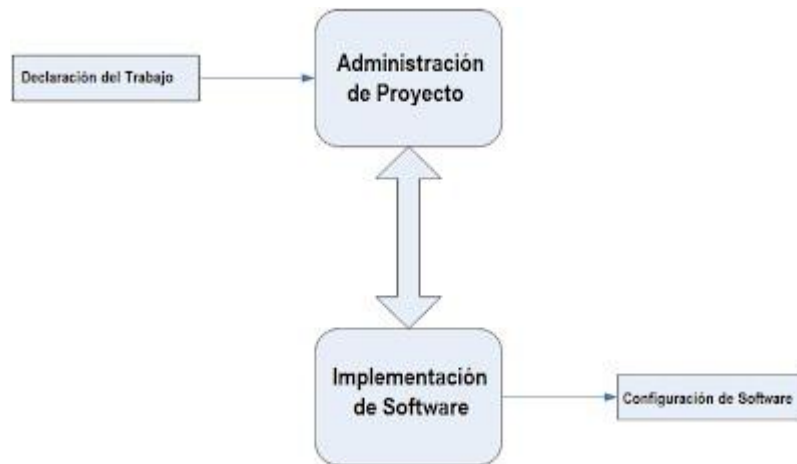 Administración
de Proyecto
Declaración del Trabajo
Implementación
de Software
Configuración de Software